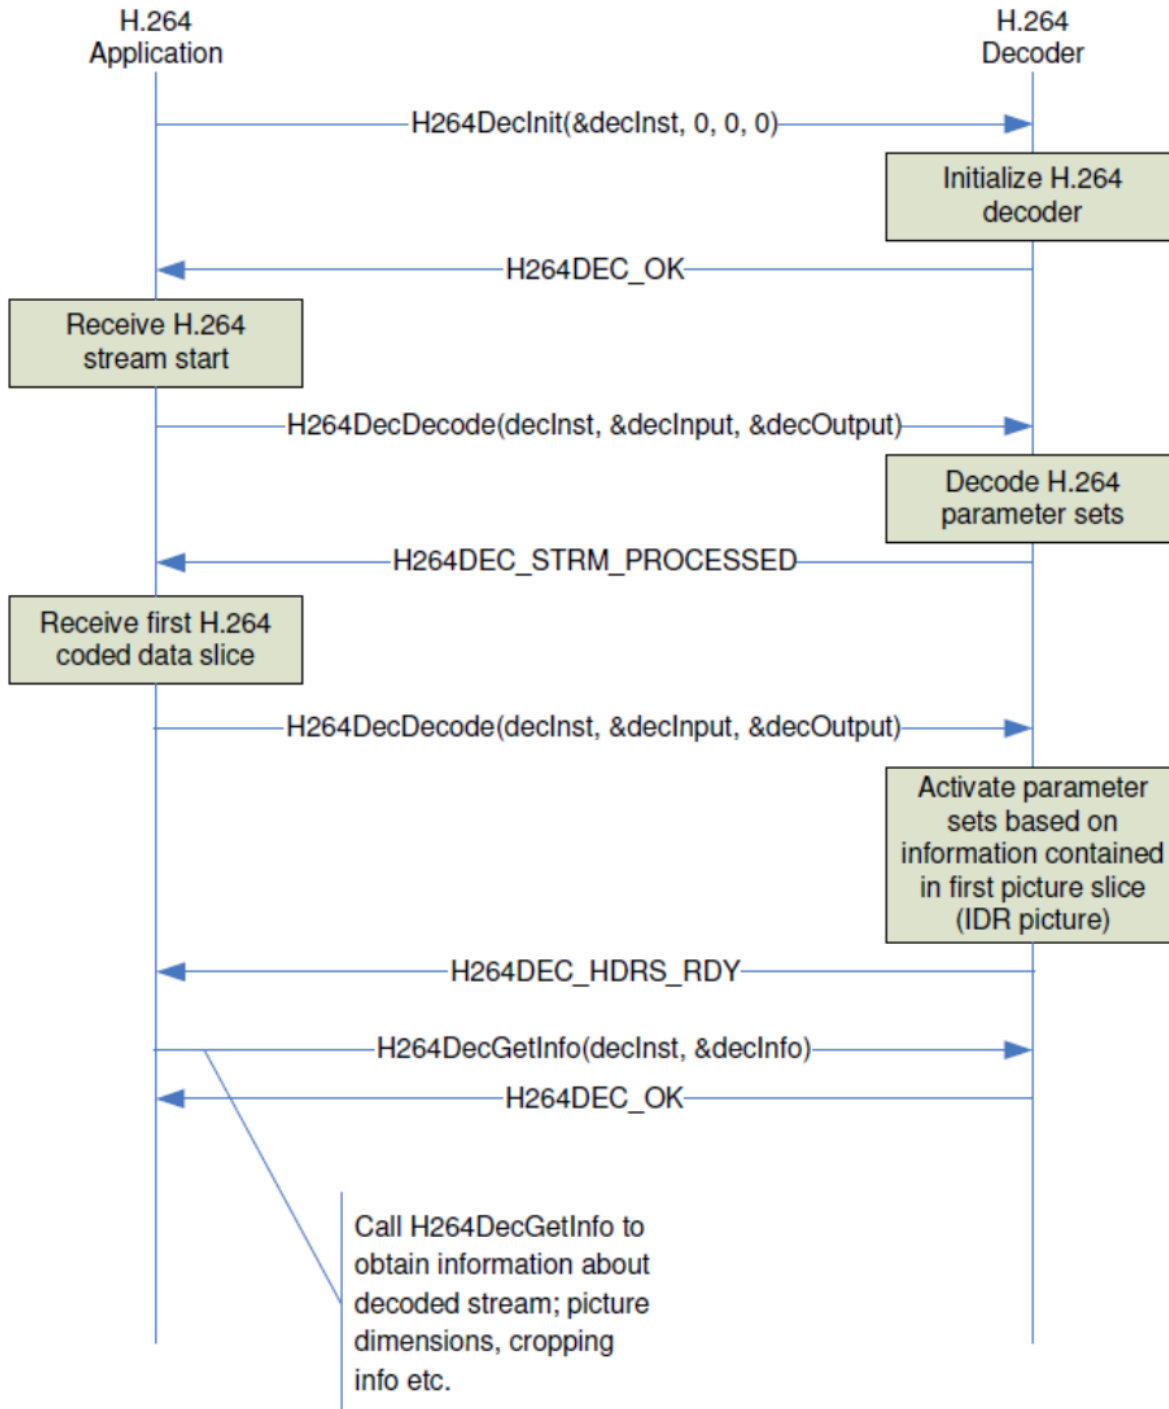 H.264
Application
H.264
Decoder
H264DecInit(&decInst, 0, 0, 0)
Initialize H.264
decoder
H264DEC_OK
Receive H.264
stream start
H264DecDecode(decInst, &decInput, &decOutput)
Decode H.264
parameter sets
H264DEC_STRM_PROCESSED
Receive first H.264
coded data slice
H264DecDecode(decInst, &decInput, &decOutput)
Activate parameter
sets based on
information contained
in first picture slice
(IDR picture)
H264DEC_HDRS_RDY
H264DecGetInfo(decInst, &decInfo)
H264DEC_OK
Call H264DecGetInfo to
obtain information about
decoded stream; picture
dimensions, cropping
info etc.